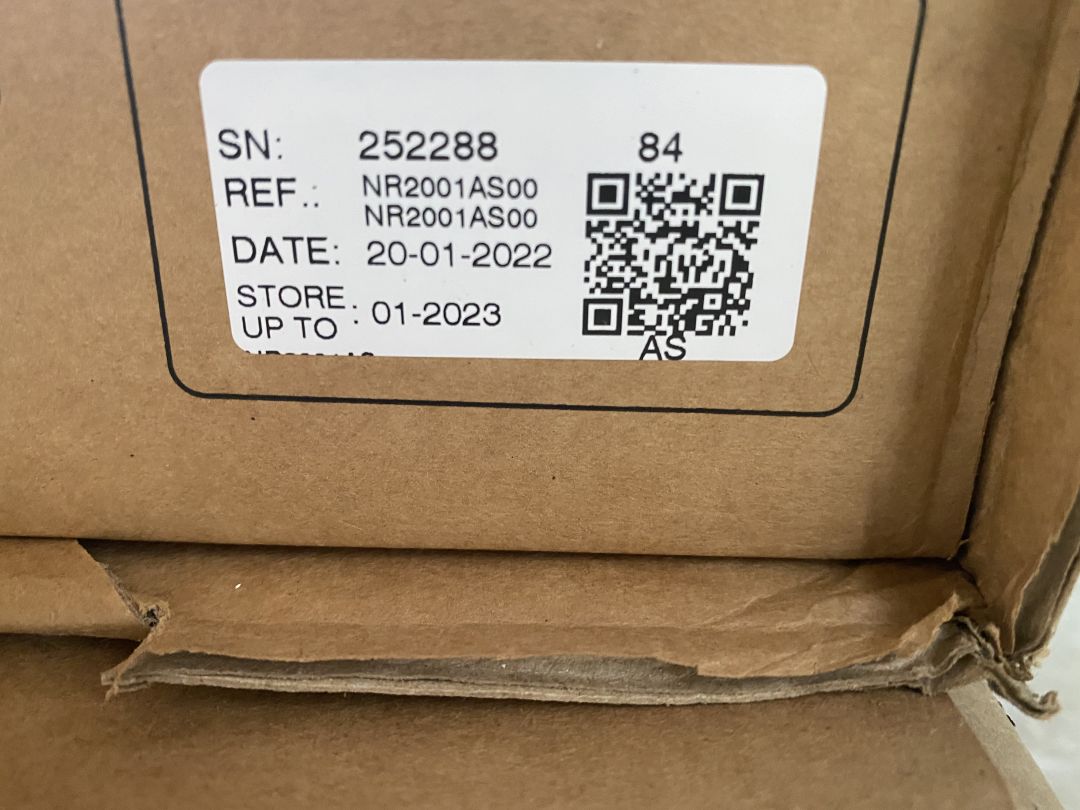 SN: 252288 84
REF.: NR2001AS00
NR2001AS00
DATE: 20-01-2022
STORE
UP TO : 01-2023
AS